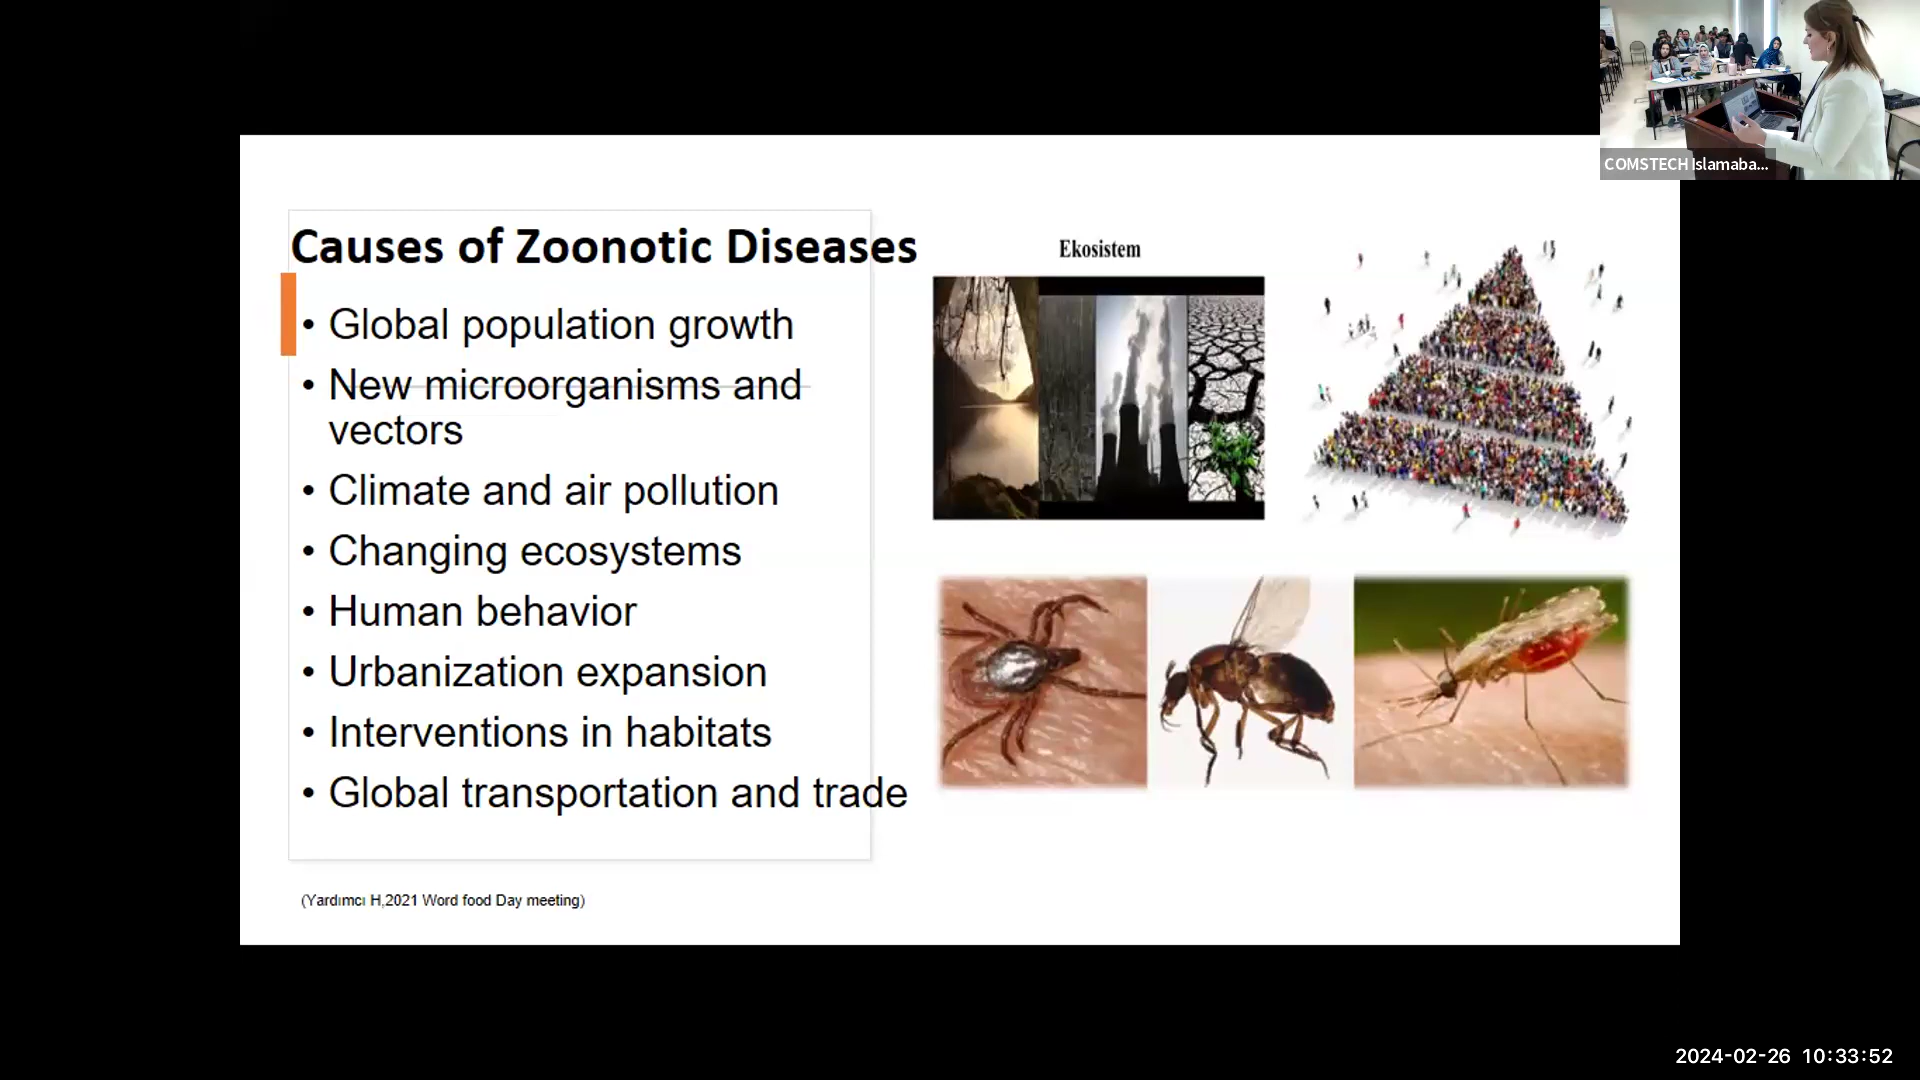 COMSTECH Islamaba...
Causes of Zoonotic Diseases
• Global population growth
• New microorganisms and
vectors
• Climate and air pollution
• Changing ecosystems
• Human behavior
• Urbanization expansion
• Interventions in habitats
• Global transportation and trade
Ekosistem
(Yardımcı H,2021 Word food Day meeting)
2024-02-26 10:33:52